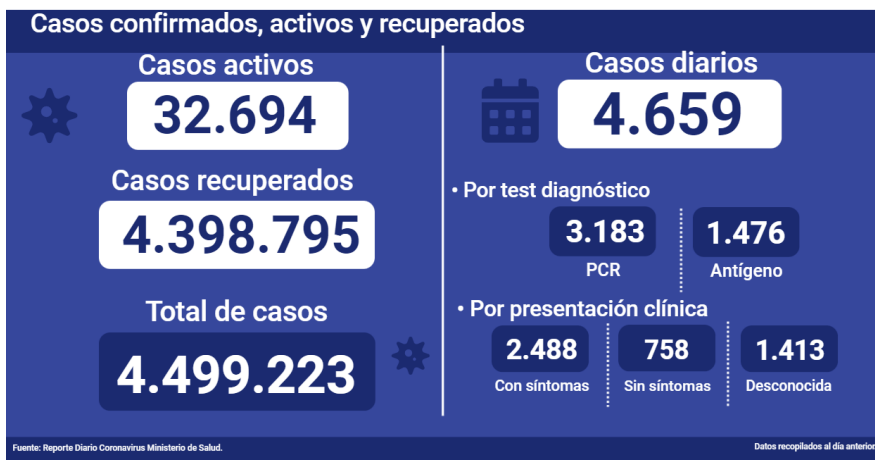 Casos confirmados, activos y recuperados
Casos activos
32.694
Casos recuperados
4.398.795
Total de casos
4.499.223
Casos diarios
4.659
• Por test diagnóstico
3.183
PCR
1.476
Antígeno
• Por presentación clínica
2.488
Con síntomas
758
Sin síntomas
1.413
Desconocida
Fuente: Reporte Diario Coronavirus Ministerio de Salud.
Datos recopilados al día anterior.